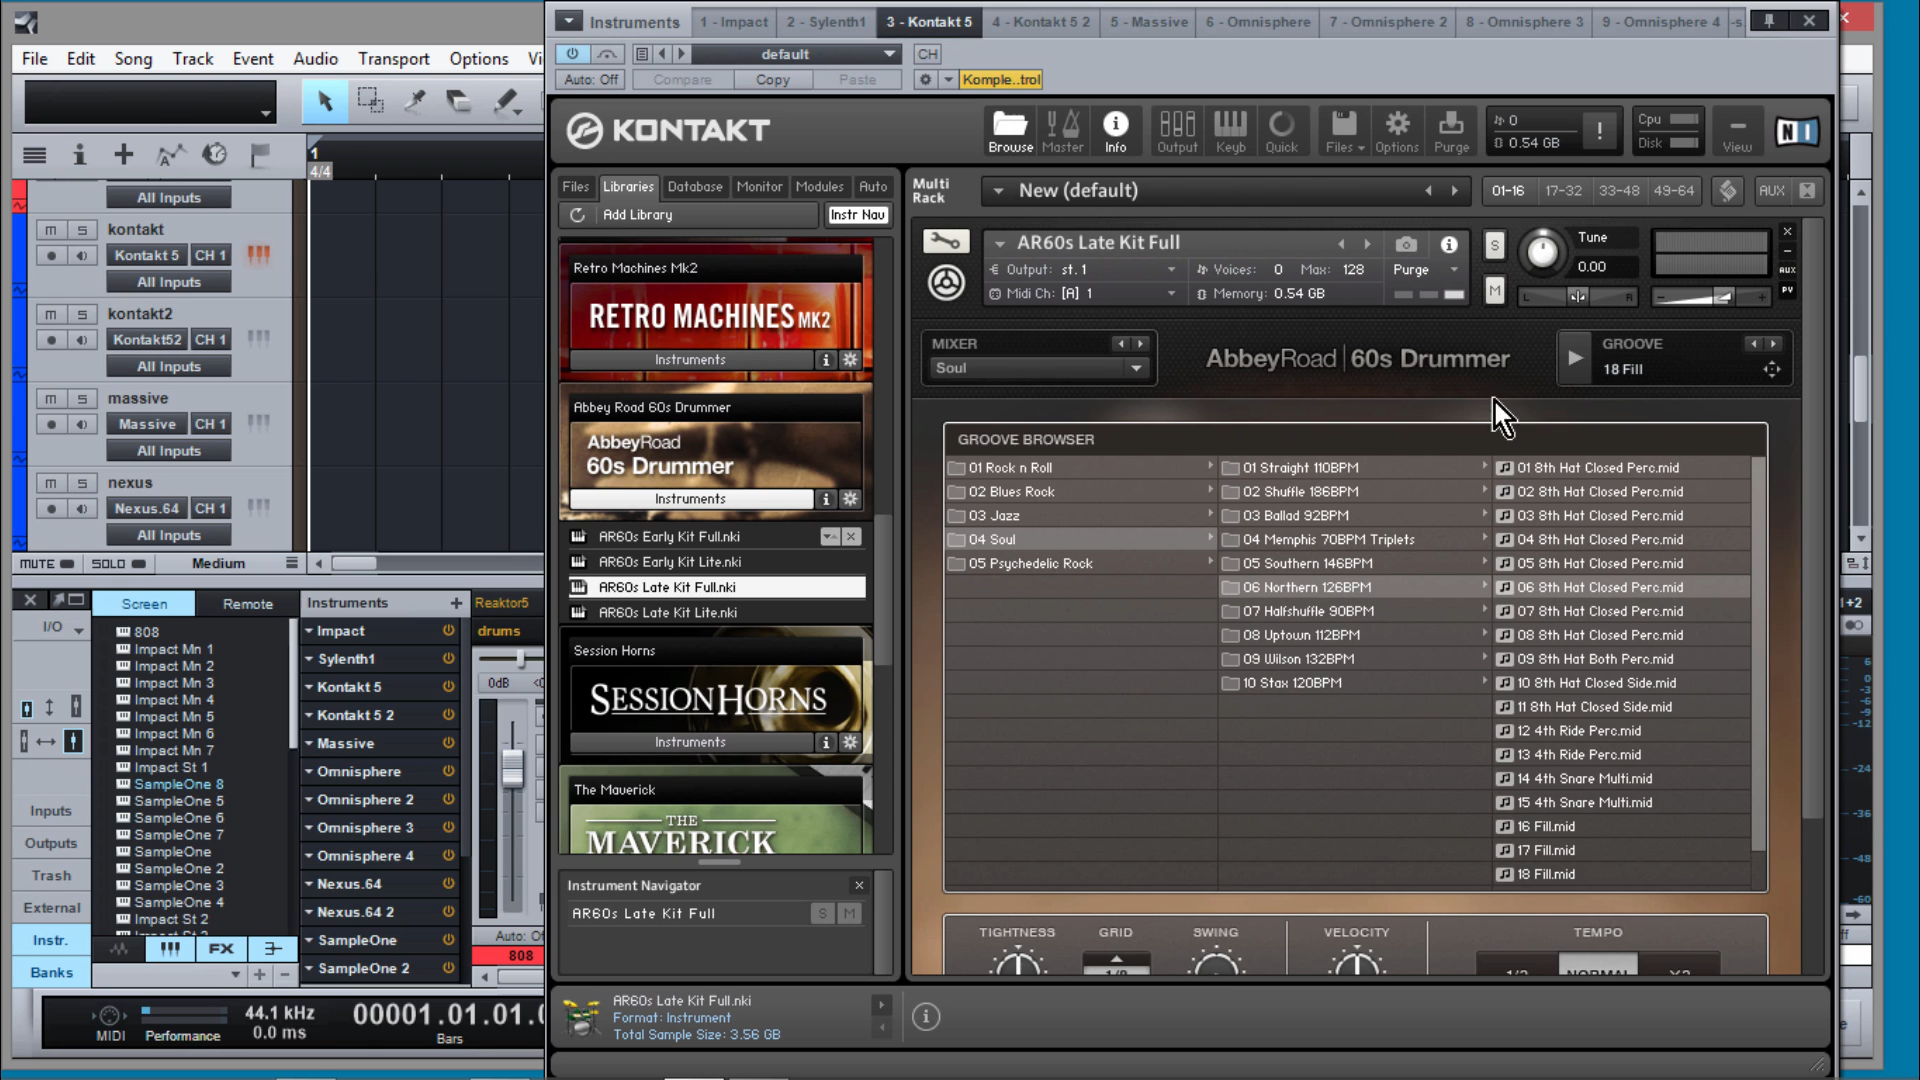 Instruments
1 - Impact
2 - Sylenth1
3 - Kontakt 5
4 - Kontakt 5 2
5 - Massive
6 - Omnisphere
7 - Omnisphere 2
8 - Omnisphere 3
9 - Omnisphere 4
File Edit Song Track Event Audio Transport Options
default
CH
Auto: Off
Compare
Copy
Paste
Komple..trol
KONTAKT
Browse
Master
Info
Output
Keyb
Quick
Files
Options
Purge
0
0.54 GB
!
Cpu
Disk
View
NI
1
4/4
All Inputs
m S kontakt
Kontakt 5 CH 1
All Inputs
m S kontakt2
Kontakt52 CH 1
All Inputs
m S massive
Massive CH 1
All Inputs
m S nexus
Nexus.64 CH 1
All Inputs
MUTE SOLO Medium
Files
Libraries
Database
Monitor
Modules
Auto
Add Library
Instr Nav
Retro Machines Mk2
RETRO MACHINES MK2
Instruments
Abbey Road 60s Drummer
AbbeyRoad
60s Drummer
Instruments
AR60s Early Kit Full.nki
AR60s Early Kit Lite.nki
AR60s Late Kit Full.nki
AR60s Late Kit Lite.nki
Session Horns
SESSION HORNS
Instruments
The Maverick
THE
MAVERICK
Instrument Navigator
AR60s Late Kit Full S M
Multi
Rack
New (default)
01-16 17-32 33-48 49-64
AUX
AR60s Late Kit Full
Output: st. 1
Voices: 0 Max: 128
Purge
Midi Ch: [A] 1
Memory: 0.54 GB
S
M
Tune
0.00
L R
AUX
PV
MIXER
Soul
AbbeyRoad | 60s Drummer
GROOVE
18 Fill
GROOVE BROWSER
01 Rock n Roll
02 Blues Rock
03 Jazz
04 Soul
05 Psychedelic Rock
01 Straight 110BPM
02 Shuffle 186BPM
03 Ballad 92BPM
04 Memphis 70BPM Triplets
05 Southern 146BPM
06 Northern 126BPM
07 Halfshuffle 90BPM
08 Uptown 112BPM
09 Wilson 132BPM
10 Stax 120BPM
01 8th Hat Closed Perc.mid
02 8th Hat Closed Perc.mid
03 8th Hat Closed Perc.mid
04 8th Hat Closed Perc.mid
05 8th Hat Closed Perc.mid
06 8th Hat Closed Perc.mid
07 8th Hat Closed Perc.mid
08 8th Hat Closed Perc.mid
09 8th Hat Both Perc.mid
10 8th Hat Closed Side.mid
11 8th Hat Closed Side.mid
12 4th Ride Perc.mid
13 4th Ride Perc.mid
14 4th Snare Multi.mid
15 4th Snare Multi.mid
16 Fill.mid
17 Fill.mid
18 Fill.mid
TIGHTNESS
GRID
SWING
VELOCITY
TEMPO
1/8
1/2
NORMAL
X2
AR60s Late Kit Full.nki
Format: Instrument
Total Sample Size: 3.56 GB
Screen
Remote
I/O
808
Impact Mn 1
Impact Mn 2
Impact Mn 3
Impact Mn 4
Impact Mn 5
Impact Mn 6
Impact Mn 7
Impact St 1
SampleOne 8
SampleOne 5
SampleOne 6
SampleOne 7
SampleOne
SampleOne 2
SampleOne 3
SampleOne 4
Impact St 2
Inputs
Outputs
Trash
External
Instr.
Banks
FX
Instruments
Impact
Sylenth1
Kontakt 5
Kontakt 5 2
Massive
Omnisphere
Omnisphere 2
Omnisphere 3
Omnisphere 4
Nexus.64
Nexus.64 2
SampleOne
SampleOne 2
Reaktor5
drums
0dB
808
MIDI
Performance
44.1 kHz
0.0 ms
00001.01.01.0
Bars
1+2
6
-12
-24
-36
-48
-60